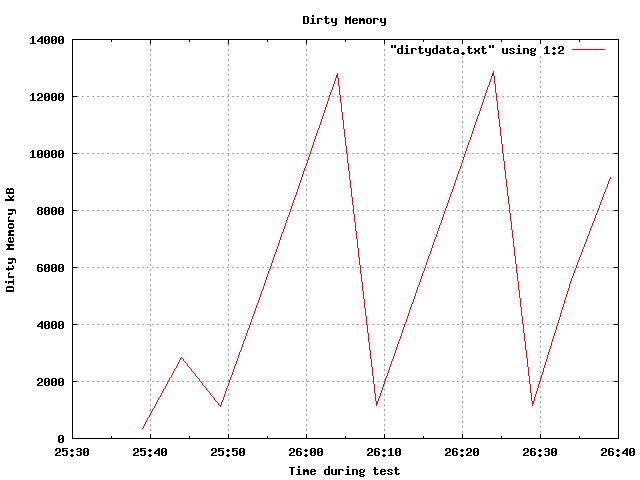 Dirty Memory
"dirtydata.txt" using 1:2
14000
12000
10000
8000
6000
4000
2000
0
Dirty Memory kB
25:30 25:40 25:50 26:00 26:10 26:20 26:30 26:40
Time during test